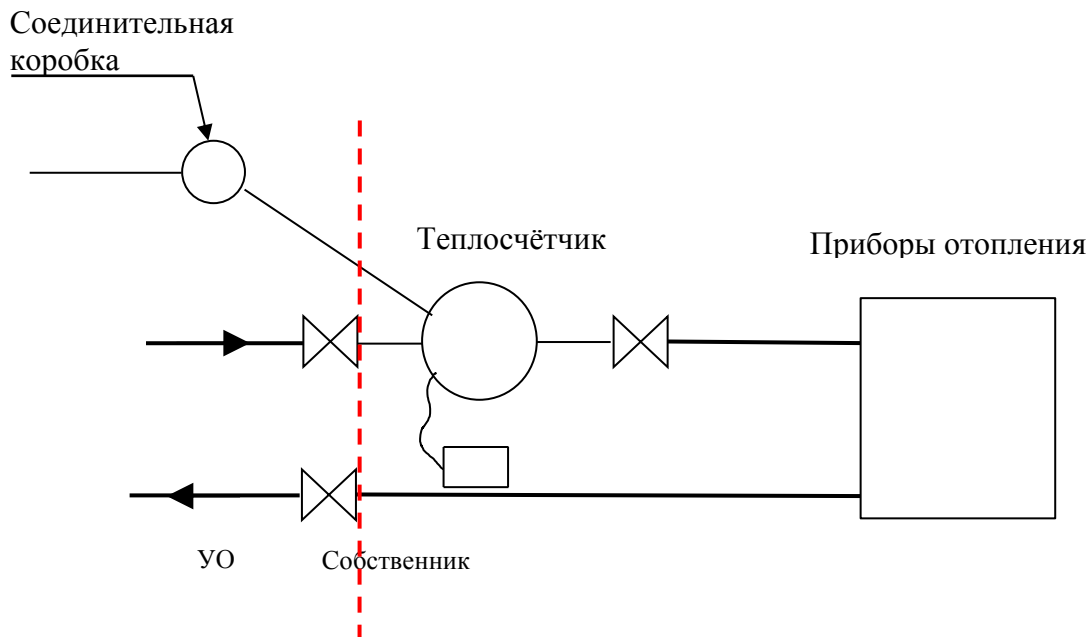 Соединительная
коробка
Теплосчётчик
Приборы отопления
УО
Собственник